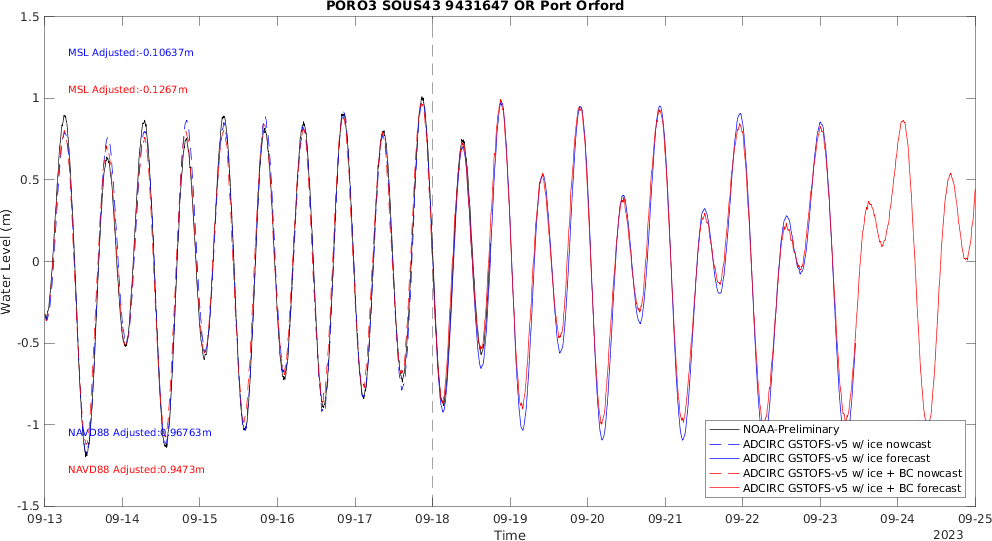 PORO3 SOUS43 9431647 OR Port Orford
1.5
MSL Adjusted:-0.10637m
MSL Adjusted:-0.1267m
1
0.5
0
-0.5
-1
-1.5
Water Level (m)
NAVD88 Adjusted:0.96763m
NAVD88 Adjusted:0.9473m
NOAA-Preliminary
ADCIRC GSTOFS-v5 w/ ice nowcast
ADCIRC GSTOFS-v5 w/ ice forecast
ADCIRC GSTOFS-v5 w/ ice + BC nowcast
ADCIRC GSTOFS-v5 w/ ice + BC forecast
09-13 09-14 09-15 09-16 09-17 09-18 09-19 09-20 09-21 09-22 09-23 09-24 09-25
Time
2023